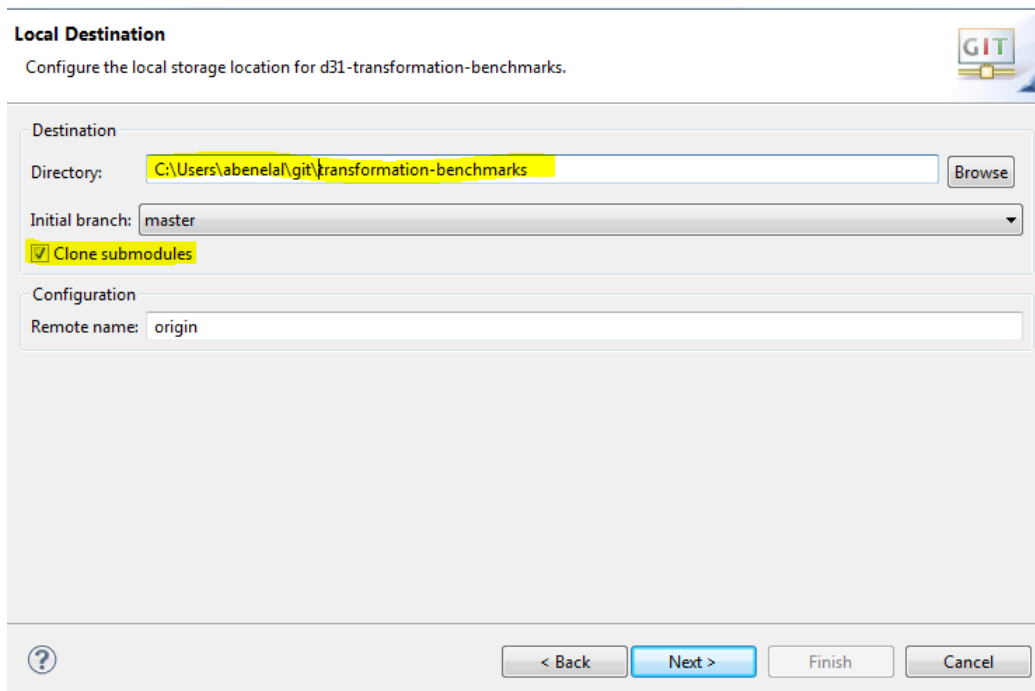 Local Destination
Configure the local storage location for d31-transformation-benchmarks.
GIT
Destination
Directory: C:\Users\abenelal\git\transformation-benchmarks Browse
Initial branch: master
Clone submodules
Configuration
Remote name: origin
? < Back Next > Finish Cancel